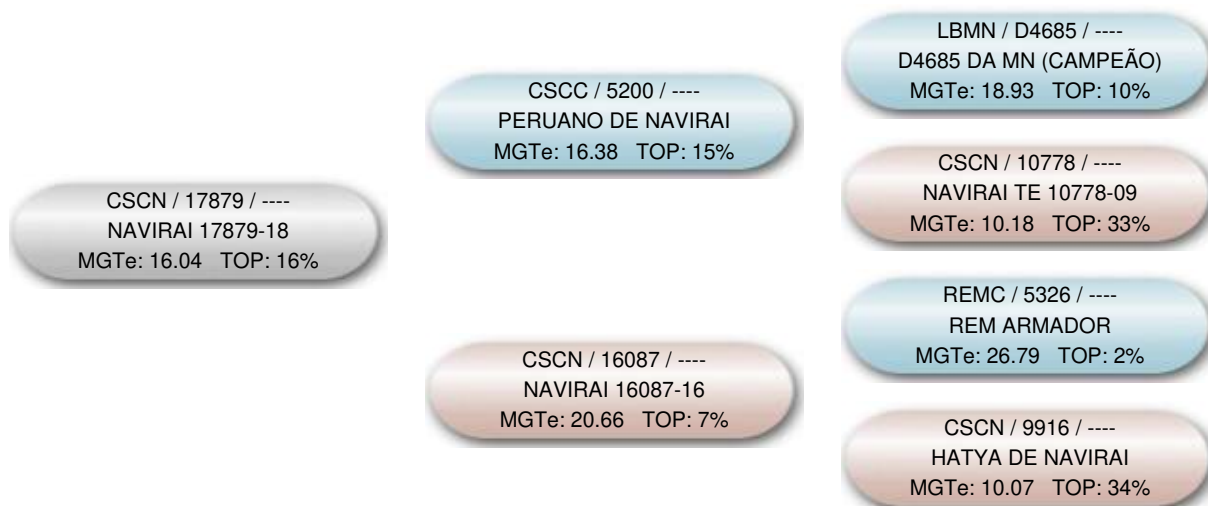 CSCN / 17879 / ----
NAVIRAI 17879-18
MGTe: 16.04 TOP: 16%
CSCC / 5200 / ----
PERUANO DE NAVIRAI
MGTe: 16.38 TOP: 15%
CSCN / 16087 / ----
NAVIRAI 16087-16
MGTe: 20.66 TOP: 7%
LBMN / D4685 / ----
D4685 DA MN (CAMPEÃO)
MGTe: 18.93 TOP: 10%
CSCN / 10778 / ----
NAVIRAI TE 10778-09
MGTe: 10.18 TOP: 33%
REMC / 5326 / ----
REM ARMADOR
MGTe: 26.79 TOP: 2%
CSCN / 9916 / ----
HATYA DE NAVIRAI
MGTe: 10.07 TOP: 34%